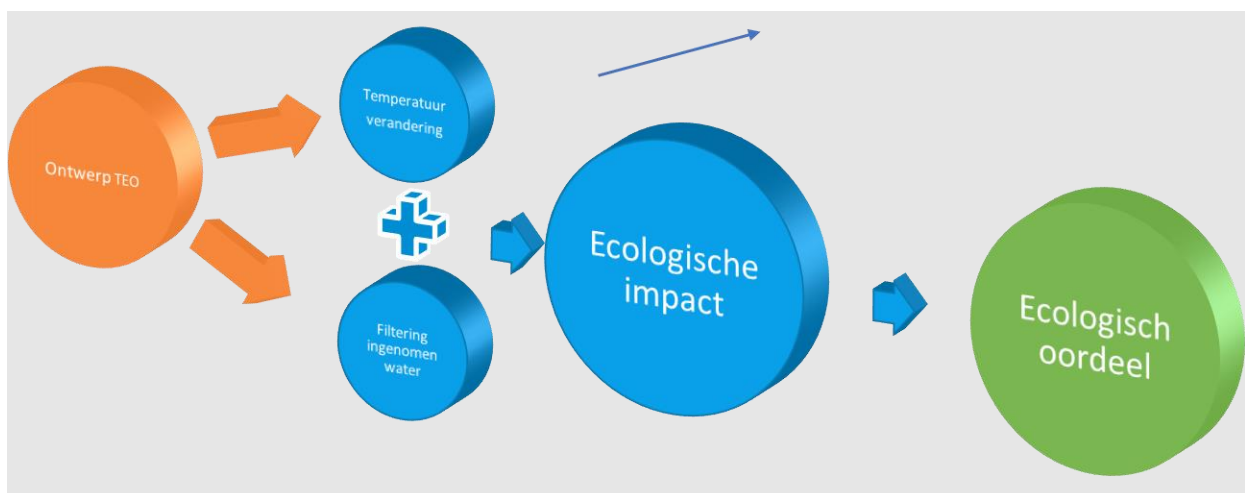 Ontwerp TEO
Temperatuur
verandering
Filtering
ingenomen
water
Ecologische
impact
Ecologisch
oordeel